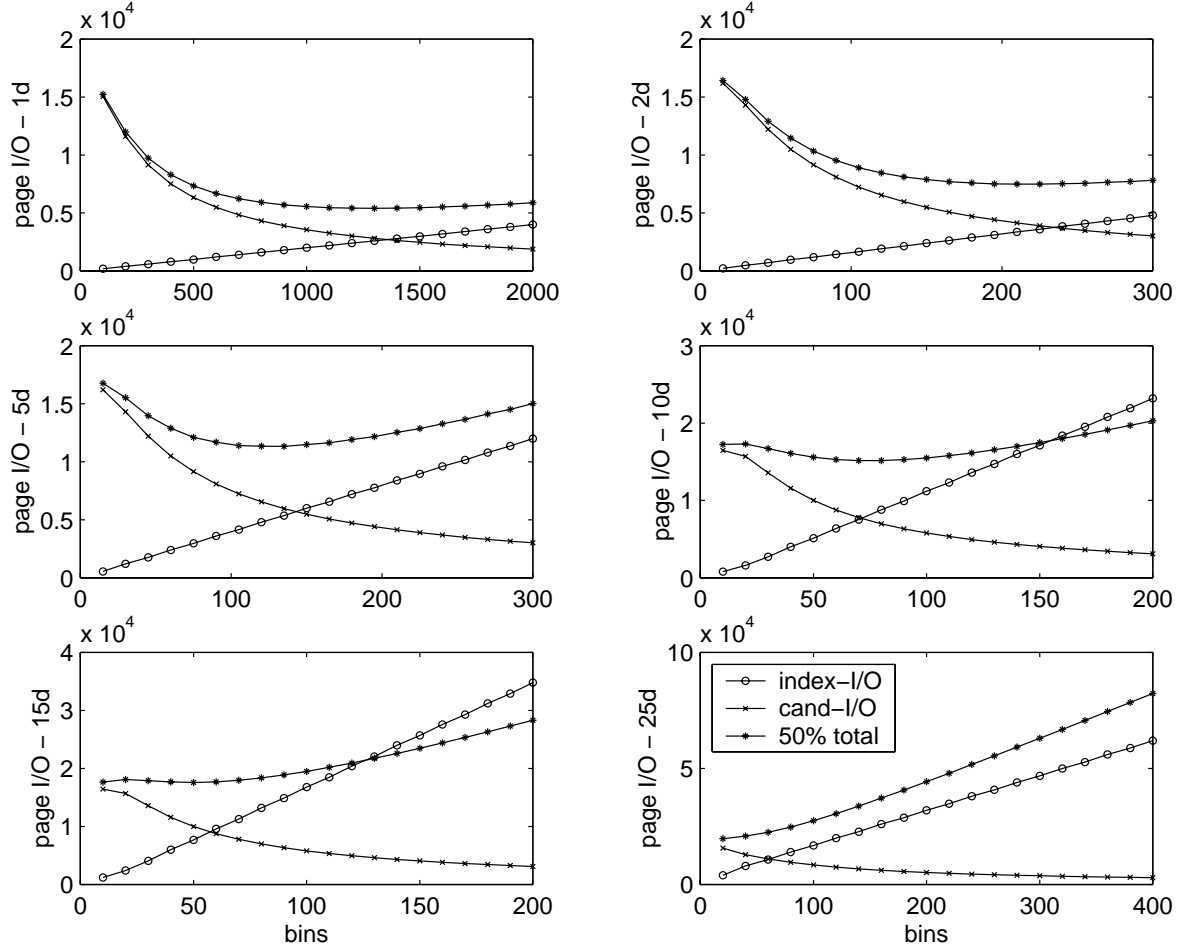 x 10^4
2
1.5
1
0.5
0
page I/O − 1d
0 500 1000 1500 2000
x 10^4
2
1.5
1
0.5
0
page I/O − 2d
0 100 200 300
x 10^4
2
1.5
1
0.5
0
page I/O − 5d
0 100 200 300
x 10^4
3
2
1
0
page I/O − 10d
0 50 100 150 200
x 10^4
4
3
2
1
0
page I/O − 15d
0 50 100 150 200
bins
x 10^4
10
5
0
page I/O − 25d
index−I/O
cand−I/O
50% total
0 100 200 300 400
bins